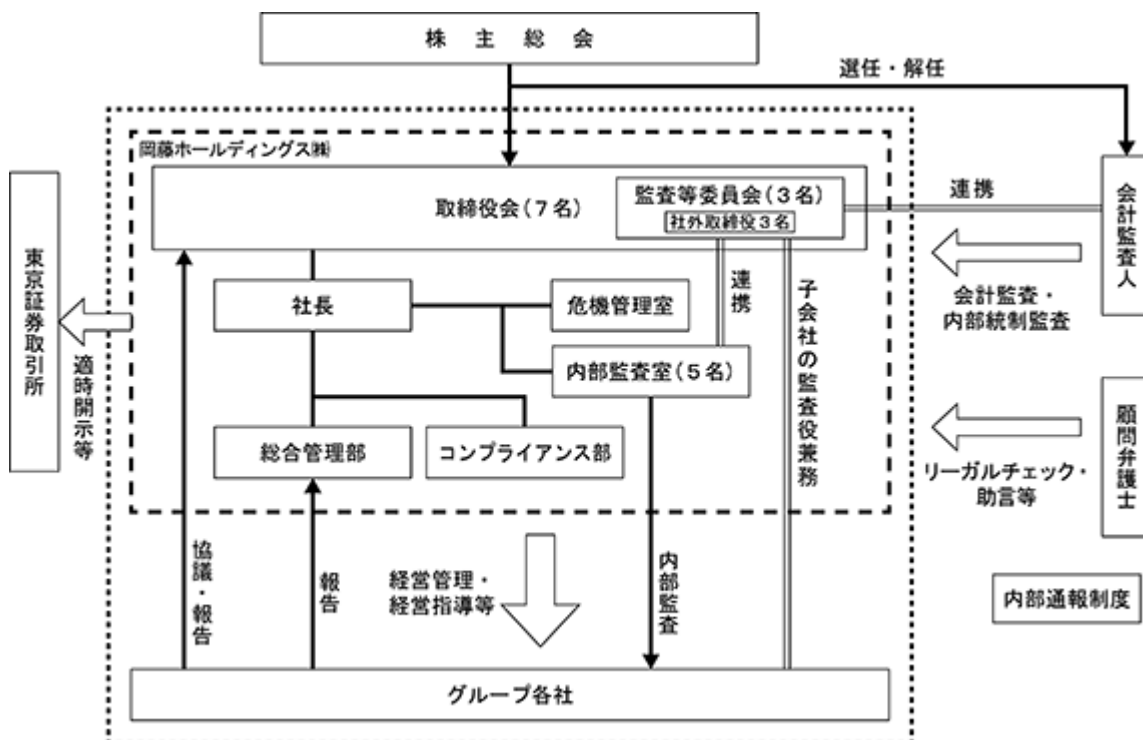 株主総会
選任・解任
岡藤ホールディングス㈱
取締役会(7名)
監査等委員会(3名)
社外取締役3名
連携
会計監査人
東京証券取引所
適時開示等
社長
危機管理室
連携
子会社の監査役兼務
会計監査・
内部統制監査
内部監査室(5名)
総合管理部
コンプライアンス部
顧問弁護士
リーガルチェック・
助言等
協議・報告
報告
経営管理・
経営指導等
内部監査
内部通報制度
グループ各社